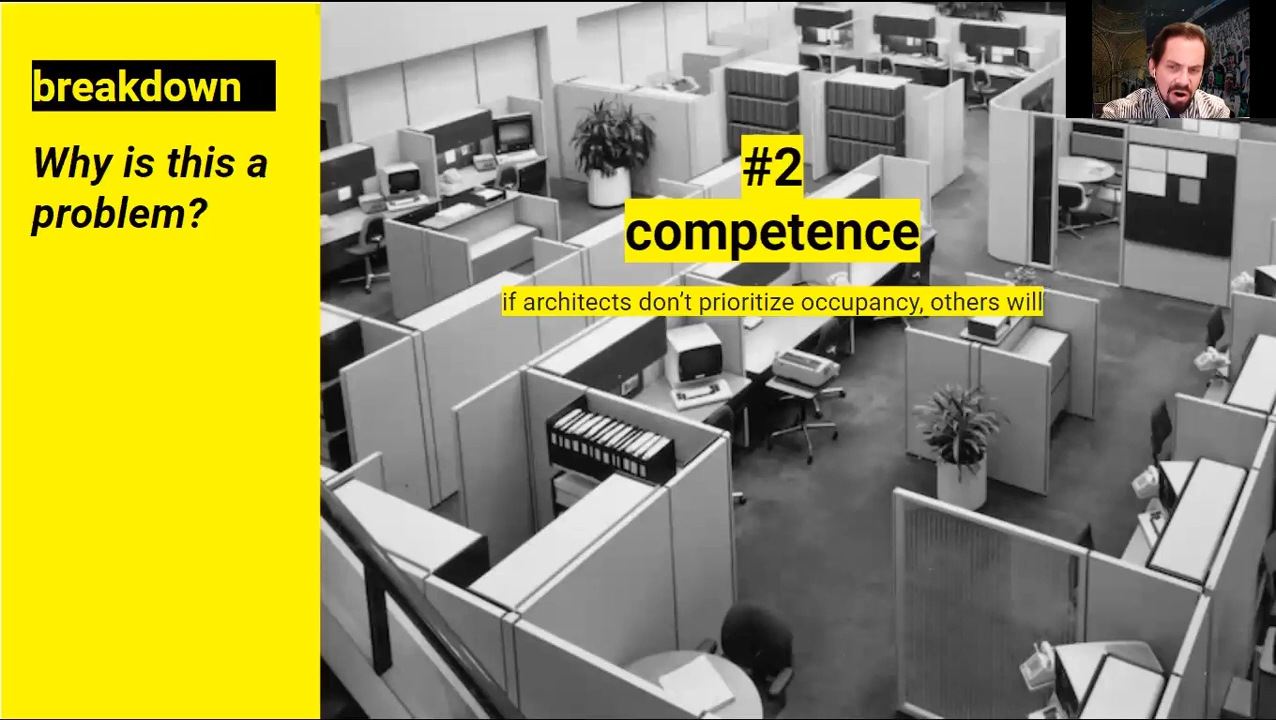 breakdown
Why is this a
problem?
#2
competence
if architects don’t prioritize occupancy, others will